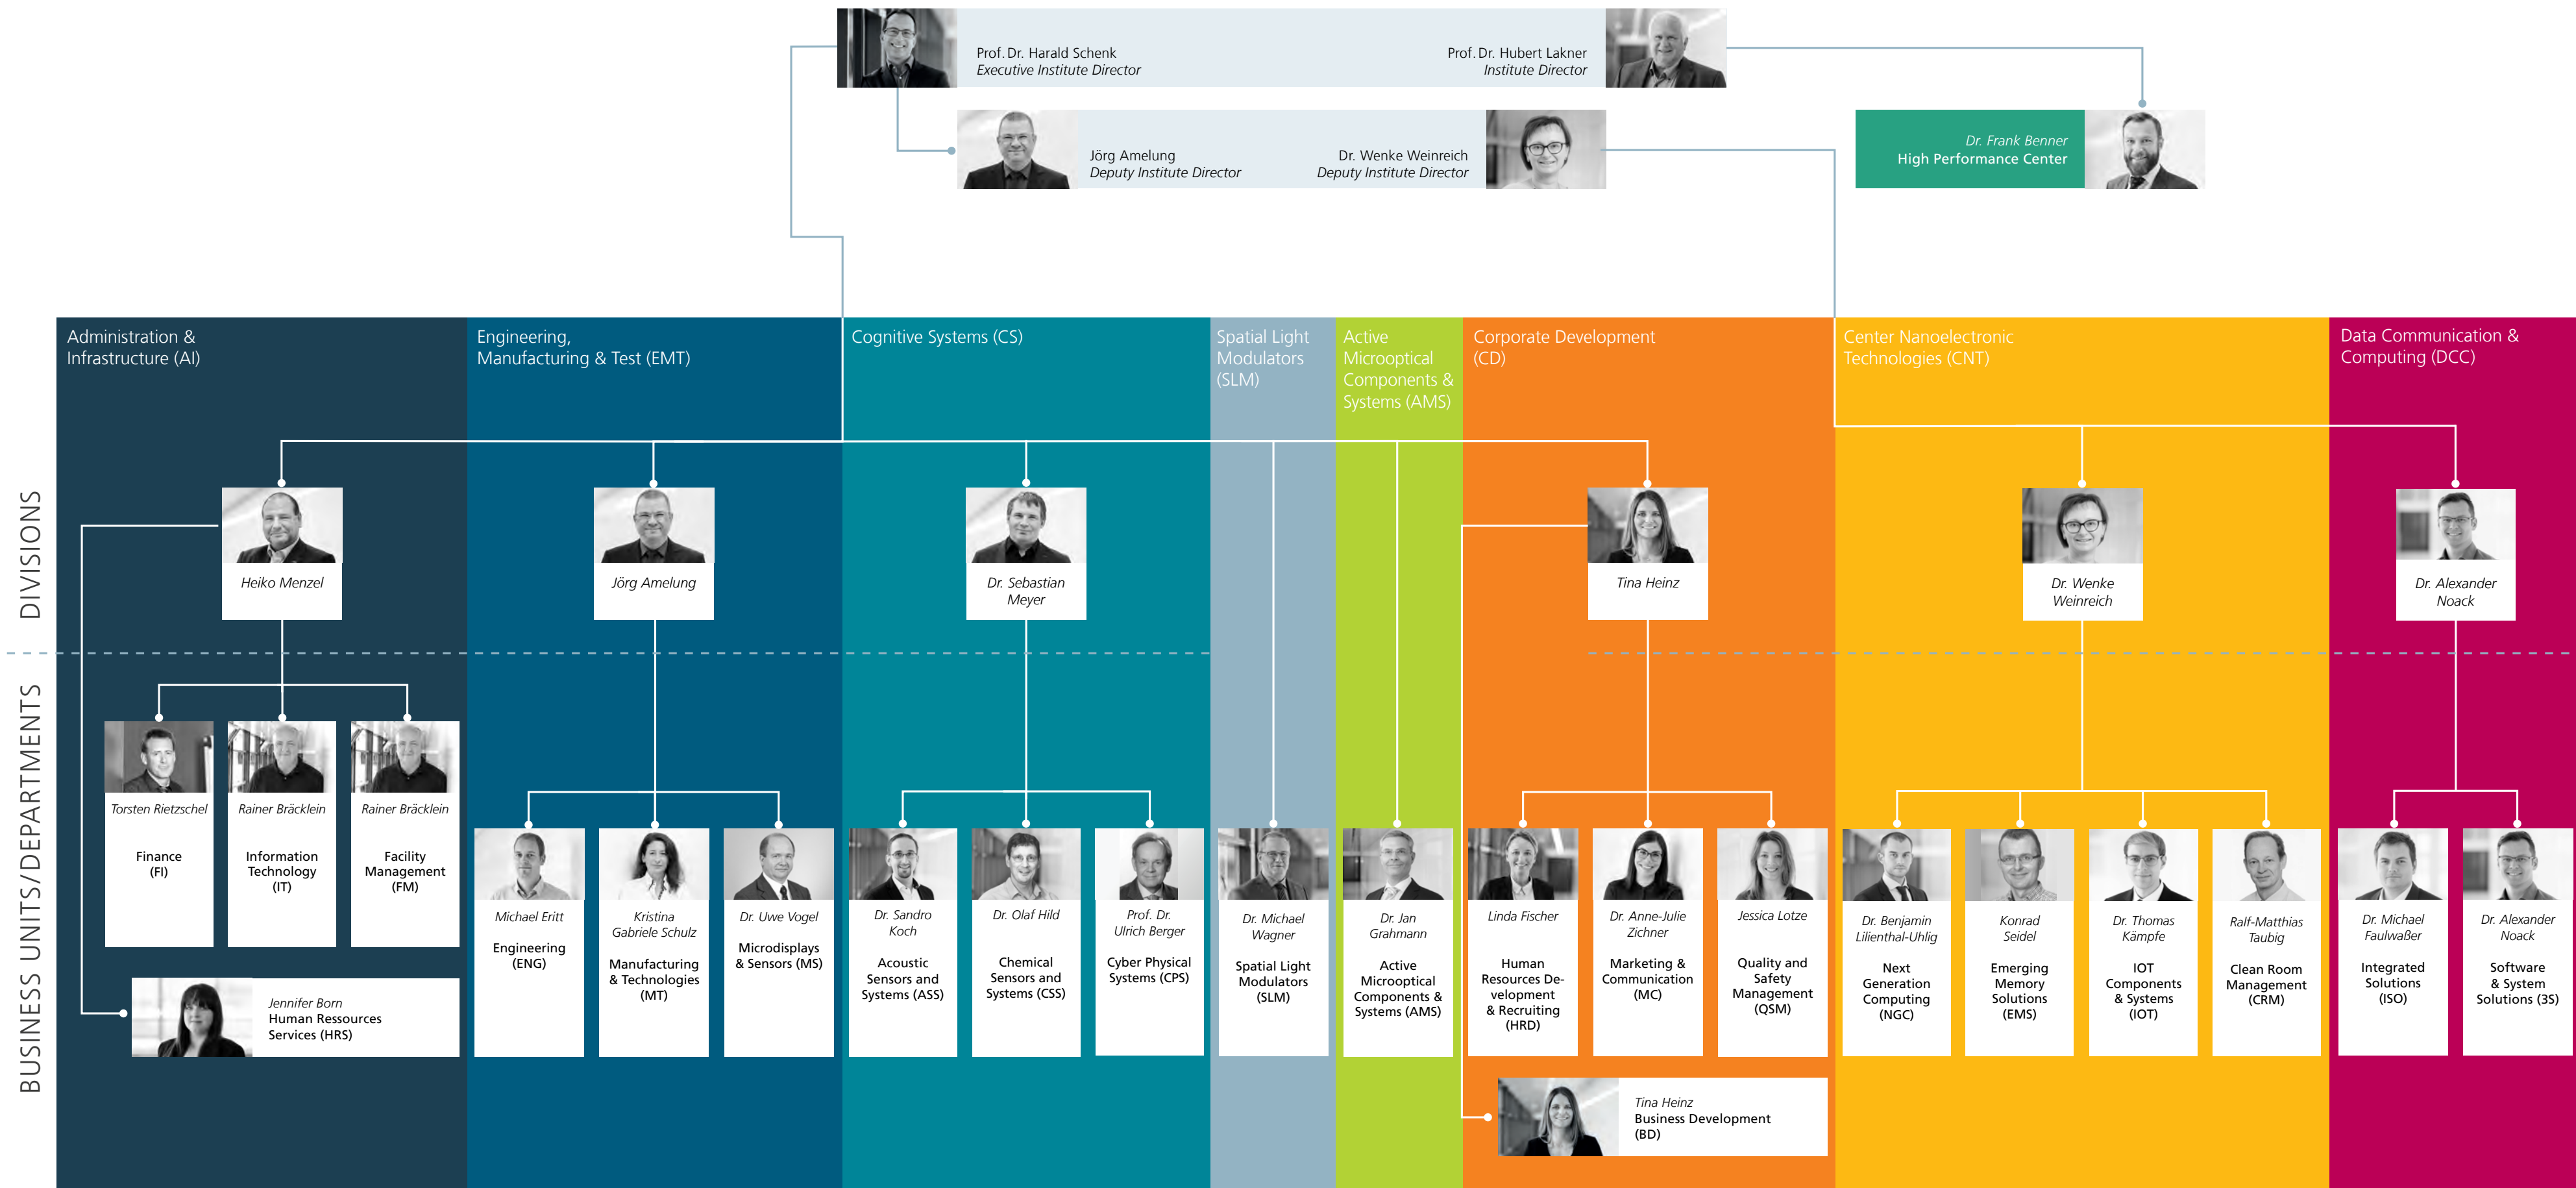 Prof. Dr. Harald Schenk
Executive Institute Director
Prof. Dr. Hubert Lakner
Institute Director
Jörg Amelung
Deputy Institute Director
Dr. Wenke Weinreich
Deputy Institute Director
Dr. Frank Benner
High Performance Center
DIVISIONS
BUSINESS UNITS/DEPARTMENTS
Administration &
Infrastructure (AI)
Engineering,
Manufacturing & Test (EMT)
Cognitive Systems (CS)
Spatial Light
Modulators
(SLM)
Active
Microoptical
Components &
Systems (AMS)
Corporate Development
(CD)
Center Nanoelectronic
Technologies (CNT)
Data Communication &
Computing (DCC)
Heiko Menzel
Jörg Amelung
Dr. Sebastian
Meyer
Tina Heinz
Dr. Wenke
Weinreich
Dr. Alexander
Noack
Torsten Rietzschel
Finance
(FI)
Rainer Bräcklein
Information
Technology
(IT)
Rainer Bräcklein
Facility
Management
(FM)
Jennifer Born
Human Ressources
Services (HRS)
Michael Eritt
Engineering
(ENG)
Kristina
Gabriele Schulz
Manufacturing
& Technologies
(MT)
Dr. Uwe Vogel
Microdisplays
& Sensors (MS)
Dr. Sandro
Koch
Acoustic
Sensors and
Systems (ASS)
Dr. Olaf Hild
Chemical
Sensors and
Systems (CSS)
Prof. Dr.
Ulrich Berger
Cyber Physical
Systems (CPS)
Dr. Michael
Wagner
Spatial Light
Modulators
(SLM)
Dr. Jan
Grahmann
Active
Microoptical
Components &
Systems (AMS)
Linda Fischer
Human
Resources De-
velopment
& Recruiting
(HRD)
Dr. Anne-Julie
Zichner
Marketing &
Communication
(MC)
Jessica Lotze
Quality and
Safety
Management
(QSM)
Tina Heinz
Business Development
(BD)
Dr. Benjamin
Lilienthal-Uhlig
Next
Generation
Computing
(NGC)
Konrad
Seidel
Emerging
Memory
Solutions
(EMS)
Dr. Thomas
Kämpfe
IOT
Components
& Systems
(IOT)
Ralf-Matthias
Taubig
Clean Room
Management
(CRM)
Dr. Michael
Faulwaßer
Integrated
Solutions
(ISO)
Dr. Alexander
Noack
Software
& System
Solutions (3S)